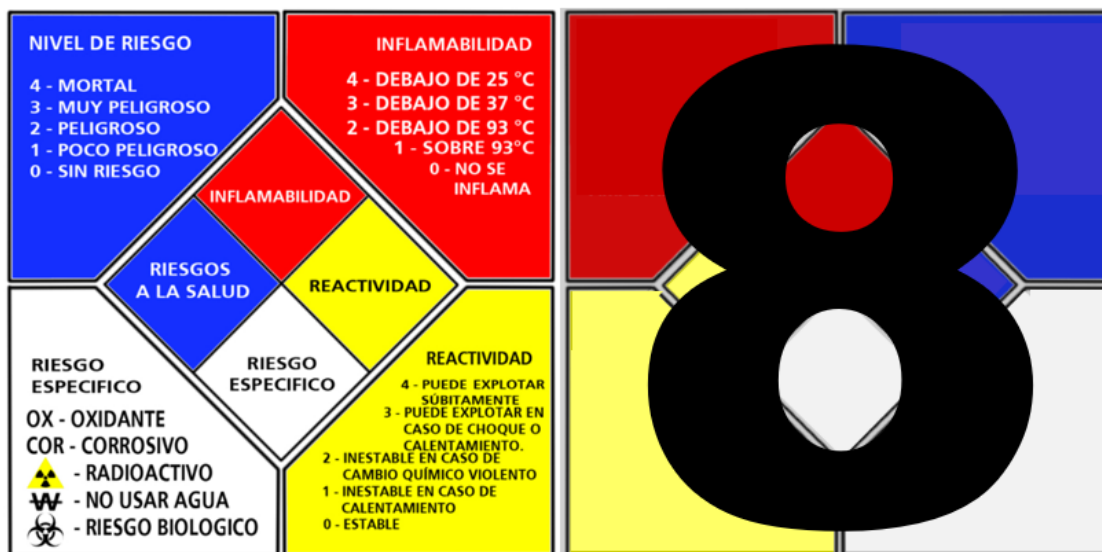 NIVEL DE RIESGO
4 - MORTAL
3 - MUY PELIGROSO
2 - PELIGROSO
1 - POCO PELIGROSO
0 - SIN RIESGO
INFLAMABILIDAD
4 - DEBAJO DE 25 °C
3 - DEBAJO DE 37 °C
2 - DEBAJO DE 93 °C
1 - SOBRE 93°C
0 - NO SE
INFLAMA
INFLAMABILIDAD
RIESGOS
A LA SALUD
REACTIVIDAD
RIESGO
ESPECIFICO
RIESGO
ESPECIFICO
OX - OXIDANTE
COR - CORROSIVO
- RADIOACTIVO
W - NO USAR AGUA
- RIESGO BIOLOGICO
REACTIVIDAD
4 - PUEDE EXPLOTAR
SÚBITAMENTE
3 - PUEDE EXPLOTAR EN
CASO DE CHOQUE O
CALENTAMIENTO.
2 - INESTABLE EN CASO DE
CAMBIO QUÍMICO VIOLENTO
1 - INESTABLE EN CASO DE
CALENTAMIENTO
0 - ESTABLE
8